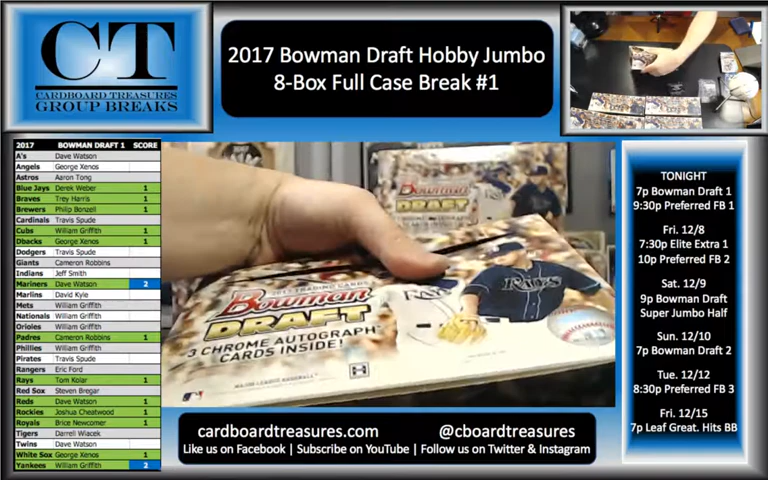 CT
CARDBOARD TREASURES
GROUP BREAKS
2017 Bowman Draft Hobby Jumbo
8-Box Full Case Break #1
2017 BOWMAN DRAFT 1 SCORE
A's Dave Watson
Angels George Xenos
Astros Aaron Tong
Blue Jays Derek Weber 1
Braves Trey Harris 1
Brewers Philip Bonzell 1
Cardinals Travis Spude
Cubs William Griffith 1
Dbacks George Xenos 1
Dodgers Travis Spude
Giants Cameron Robbins
Indians Jeff Smith
Mariners Dave Watson 2
Marlins David Kyle
Mets William Griffith
Nationals William Griffith
Orioles William Griffith
Padres Cameron Robbins 1
Phillies William Griffith
Pirates Travis Spude
Rangers Eric Ford
Rays Tom Kolar 1
Red Sox Steven Bregar
Reds Dave Watson 1
Rockies Joshua Cheatwood 1
Royals Brice Newcomer 1
Tigers Darrell Wiacek
Twins Dave Watson
White Sox George Xenos 1
Yankees William Griffith 2
Bowman
DRAFT
2017 TRADING CARDS
Bowman
DRAFT
3 CHROME AUTOGRAPH
CARDS INSIDE!
MAJOR LEAGUE BASEBALL
H
RAYS
RAYS
TONIGHT
7p Bowman Draft 1
9:30p Preferred FB 1
Fri. 12/8
7:30p Elite Extra 1
10p Preferred FB 2
Sat. 12/9
9p Bowman Draft
Super Jumbo Half
Sun. 12/10
7p Bowman Draft 2
Tue. 12/12
8:30p Preferred FB 3
Fri. 12/15
7p Leaf Great. Hits BB
cardboardtreasures.com @cboardtreasures
Like us on Facebook | Subscribe on YouTube | Follow us on Twitter & Instagram